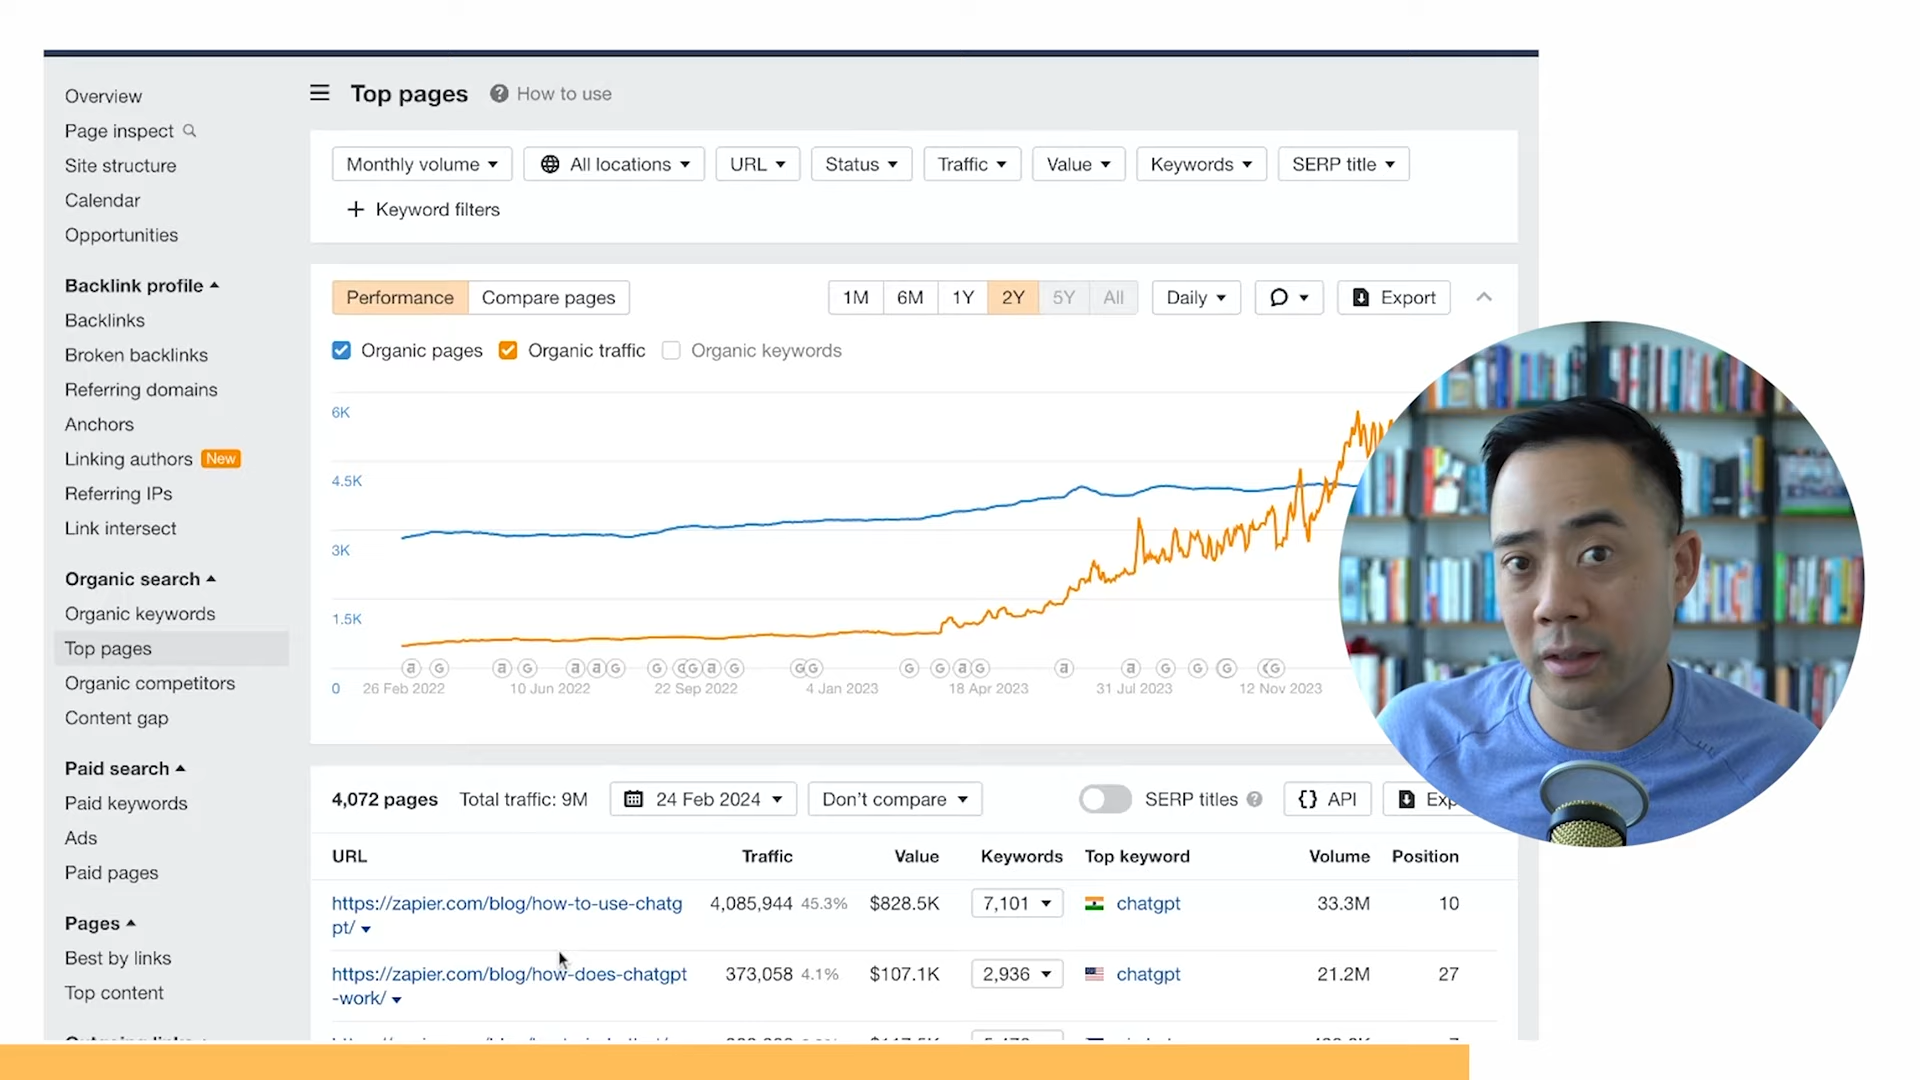 Overview
Page inspect
Site structure
Calendar
Opportunities
Backlink profile
Backlinks
Broken backlinks
Referring domains
Anchors
Linking authors New
Referring IPs
Link intersect
Organic search
Organic keywords
Top pages
Organic competitors
Content gap
Paid search
Paid keywords
Ads
Paid pages
Pages
Best by links
Top content
Top pages ? How to use
Monthly volume All locations URL Status Traffic Value Keywords SERP title
+ Keyword filters
Performance Compare pages 1M 6M 1Y 2Y 5Y All Daily Export
Organic pages Organic traffic Organic keywords
6K
4.5K
3K
1.5K
a G a G a a G G G G a G G G G G a G a a G G G G
0 26 Feb 2022 10 Jun 2022 22 Sep 2022 4 Jan 2023 18 Apr 2023 31 Jul 2023 12 Nov 2023
4,072 pages Total traffic: 9M 24 Feb 2024 Don't compare SERP titles ? {} API Exp
URL Traffic Value Keywords Top keyword Volume Position
https://zapier.com/blog/how-to-use-chatg 4,085,944 45.3% $828.5K 7,101 chatgpt 33.3M 10
pt/
https://zapier.com/blog/how-does-chatgpt 373,058 4.1% $107.1K 2,936 chatgpt 21.2M 27
-work/